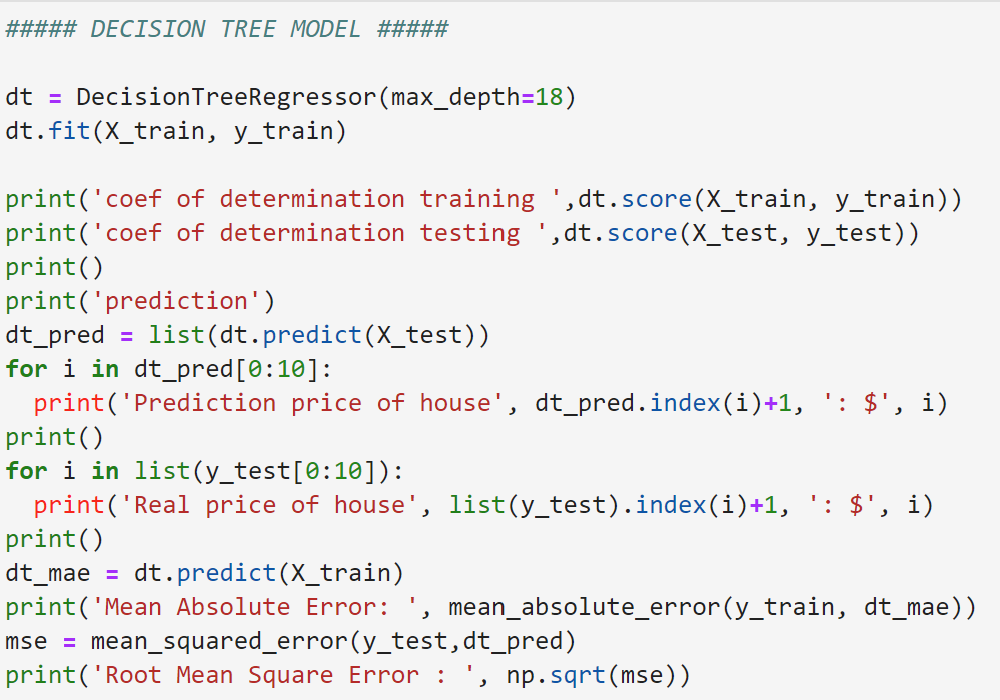 ##### DECISION TREE MODEL #####
dt = DecisionTreeRegressor(max_depth=18)
dt.fit(X_train, y_train)
print('coef of determination training ',dt.score(X_train, y_train))
print('coef of determination testing ',dt.score(X_test, y_test))
print()
print('prediction')
dt_pred = list(dt.predict(X_test))
for i in dt_pred[0:10]:
  print('Prediction price of house', dt_pred.index(i)+1, ': $', i)
print()
for i in list(y_test[0:10]):
  print('Real price of house', list(y_test).index(i)+1, ': $', i)
print()
dt_mae = dt.predict(X_train)
print('Mean Absolute Error: ', mean_absolute_error(y_train, dt_mae))
mse = mean_squared_error(y_test,dt_pred)
print('Root Mean Square Error : ', np.sqrt(mse))